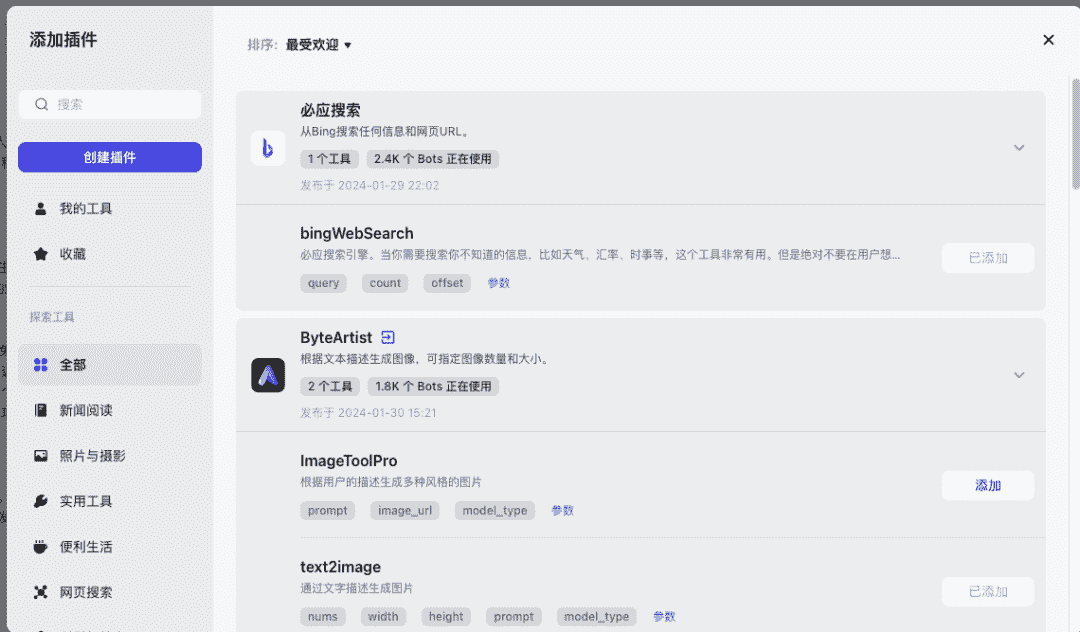 添加插件
搜索
创建插件
我的工具
收藏
探索工具
全部
新闻阅读
照片与摄影
实用工具
便利生活
网页搜索
排序: 最受欢迎
必应搜索
从Bing搜索任何信息和网页URL。
1 个工具 2.4K 个 Bots 正在使用
发布于 2024-01-29 22:02
bingWebSearch
必应搜索引擎。当你需要搜索你不知道的信息，比如天气、汇率、时事等，这个工具非常有用。但是绝对不要在用户想...
已添加
query count offset 参数
ByteArtist
根据文本描述生成图像，可指定图像数量和大小。
2 个工具 1.8K 个 Bots 正在使用
发布于 2024-01-30 15:21
ImageToolPro
根据用户的描述生成多种风格的图片
添加
prompt image_url model_type 参数
text2image
通过文字描述生成图片
已添加
nums width height prompt model_type 参数